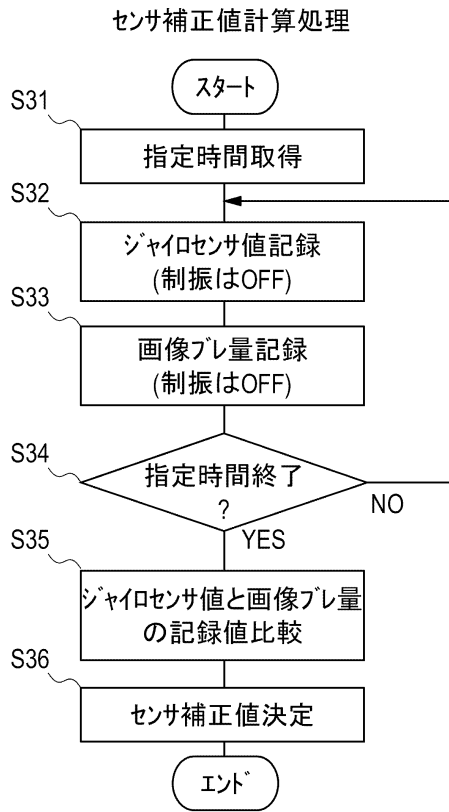 センサ補正値計算処理
スタート
S31
指定時間取得
S32
ジャイロセンサ値記録
(制振はOFF)
S33
画像ブレ量記録
(制振はOFF)
S34
指定時間終了
?
NO
YES
S35
ジャイロセンサ値と画像ブレ量
の記録値比較
S36
センサ補正値決定
エンド